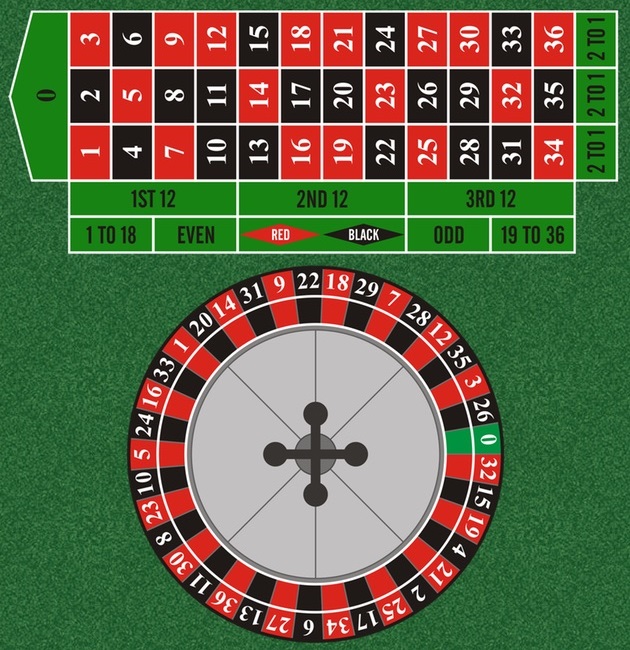 3 6 9 12 15 18 21 24 27 30 33 36 2 TO 1
0 2 5 8 11 14 17 20 23 26 29 32 35 2 TO 1
1 4 7 10 13 16 19 22 25 28 31 34 2 TO 1
1ST 12 2ND 12 3RD 12
1 TO 18 EVEN RED BLACK ODD 19 TO 36
0 32 15 19 4 21 2 25 17 34 6 27 13 36 11 30 8 23 10 5 24 16 33 1 20 14 31 9 22 18 29 7 28 12 35 3 26